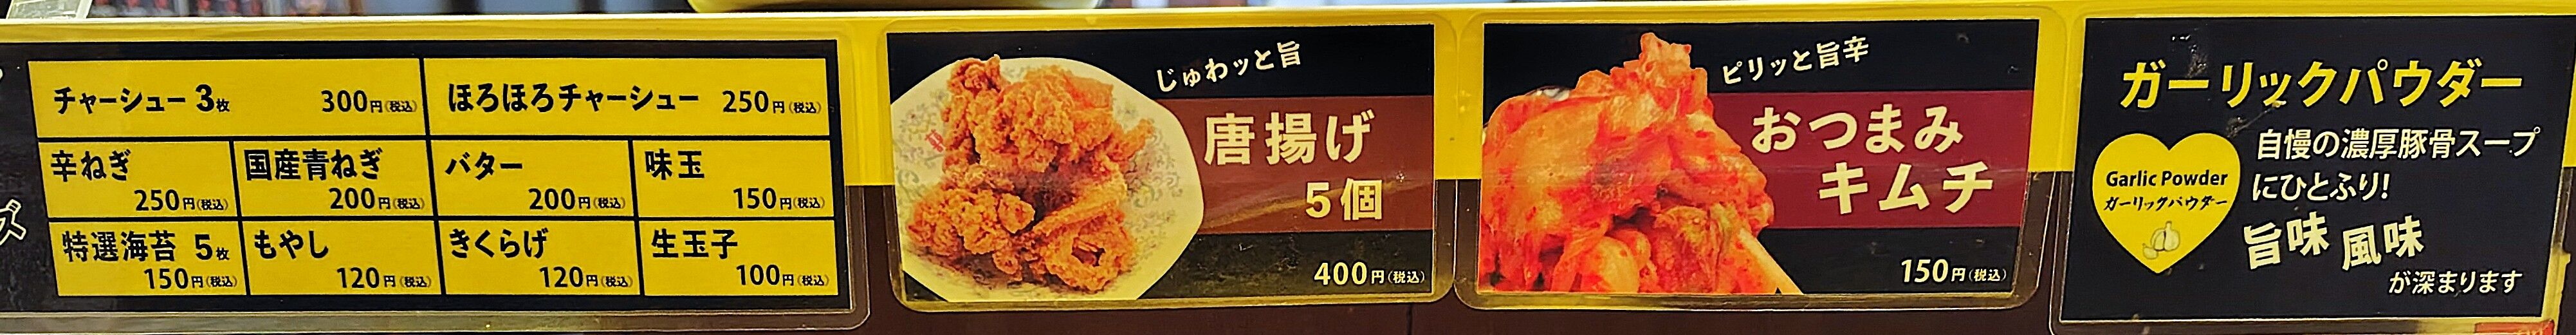 チャーシュー 3枚 300円(税込)
ほろほろチャーシュー 250円(税込)
辛ねぎ 250円(税込)
国産青ねぎ 200円(税込)
バター 200円(税込)
味玉 150円(税込)
特選海苔 5枚 150円(税込)
もやし 120円(税込)
きくらげ 120円(税込)
生玉子 100円(税込)
ズ
じゅわッと旨
唐揚げ
5個
400円(税込)
ピリッと旨辛
おつまみ
キムチ
150円(税込)
ガーリックパウダー
Garlic Powder
ガーリックパウダー
自慢の濃厚豚骨スープ
にひとふり!
旨味 風味
が深まります